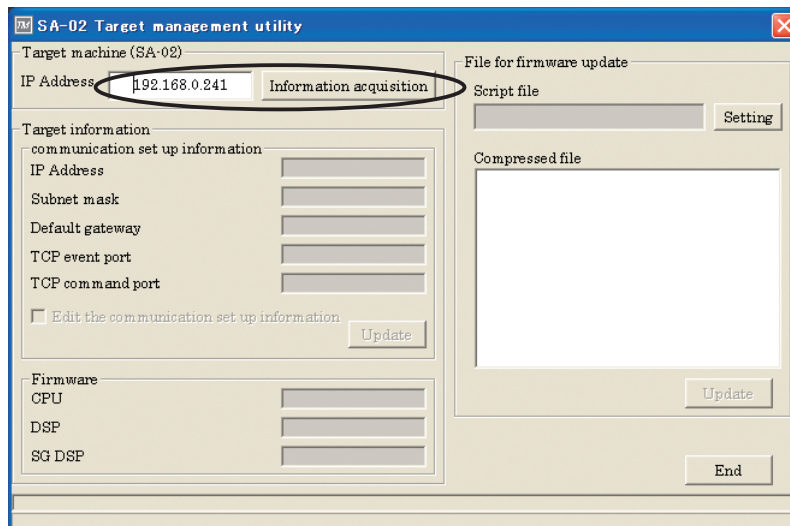 TM SA-02 Target management utility
Target machine (SA-02)
IP Address 192.168.0.241 Information acquisition
Target information
communication set up information
IP Address
Subnet mask
Default gateway
TCP event port
TCP command port
Edit the communication set up information
Update
Firmware
CPU
DSP
SG DSP
File for firmware update
Script file
Setting
Compressed file
Update
End